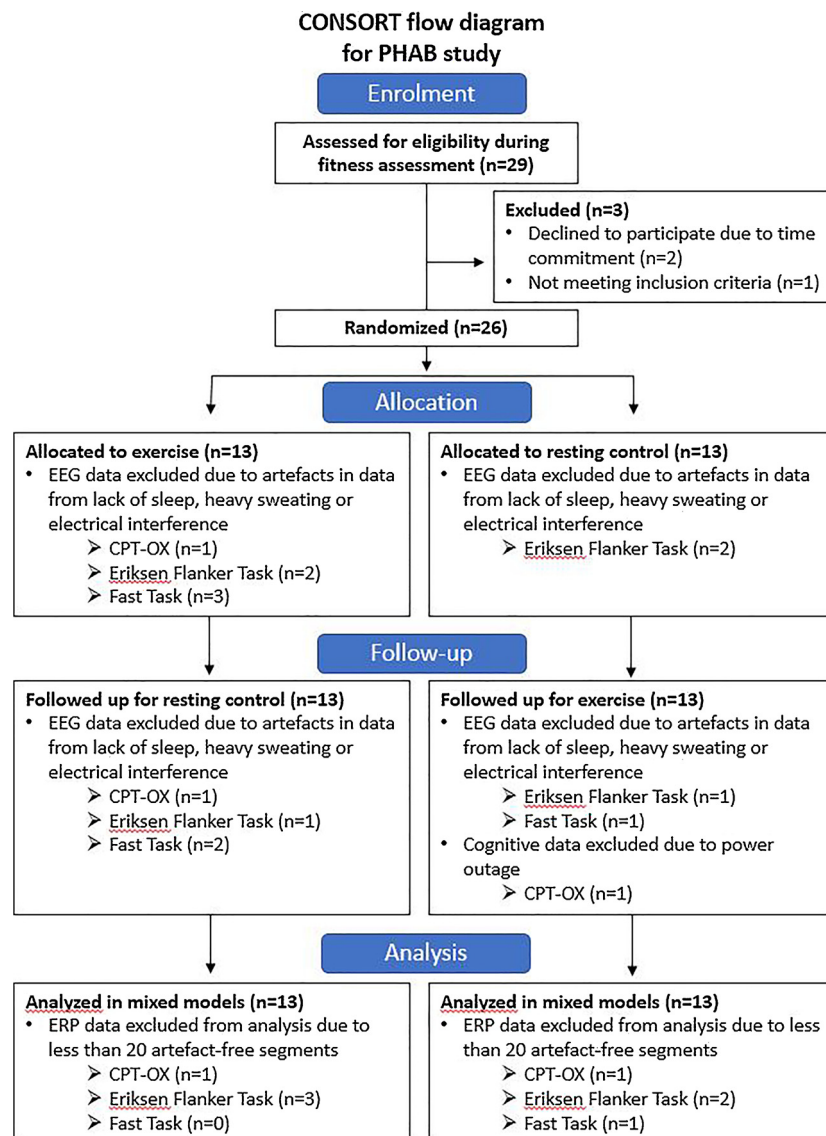 CONSORT flow diagram
for PHAB study
Enrolment
Assessed for eligibility during
fitness assessment (n=29)
Excluded (n=3)
• Declined to participate due to time
commitment (n=2)
• Not meeting inclusion criteria (n=1)
Randomized (n=26)
Allocation
Allocated to exercise (n=13)
• EEG data excluded due to artefacts in data
from lack of sleep, heavy sweating or
electrical interference
➢ CPT-OX (n=1)
➢ Eriksen Flanker Task (n=2)
➢ Fast Task (n=3)
Allocated to resting control (n=13)
• EEG data excluded due to artefacts in data
from lack of sleep, heavy sweating or
electrical interference
➢ Eriksen Flanker Task (n=2)
Follow-up
Followed up for resting control (n=13)
• EEG data excluded due to artefacts in data
from lack of sleep, heavy sweating or
electrical interference
➢ CPT-OX (n=1)
➢ Eriksen Flanker Task (n=1)
➢ Fast Task (n=2)
Followed up for exercise (n=13)
• EEG data excluded due to artefacts in data
from lack of sleep, heavy sweating or
electrical interference
➢ Eriksen Flanker Task (n=1)
➢ Fast Task (n=1)
• Cognitive data excluded due to power
outage
➢ CPT-OX (n=1)
Analysis
Analyzed in mixed models (n=13)
• ERP data excluded from analysis due to
less than 20 artefact-free segments
➢ CPT-OX (n=1)
➢ Eriksen Flanker Task (n=3)
➢ Fast Task (n=0)
Analyzed in mixed models (n=13)
• ERP data excluded from analysis due to less
than 20 artefact-free segments
➢ CPT-OX (n=1)
➢ Eriksen Flanker Task (n=2)
➢ Fast Task (n=1)